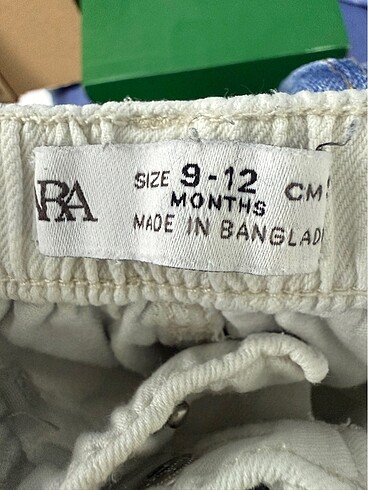 ARA
SIZE 9-12 CM
MONTHS
MADE IN BANGLAD